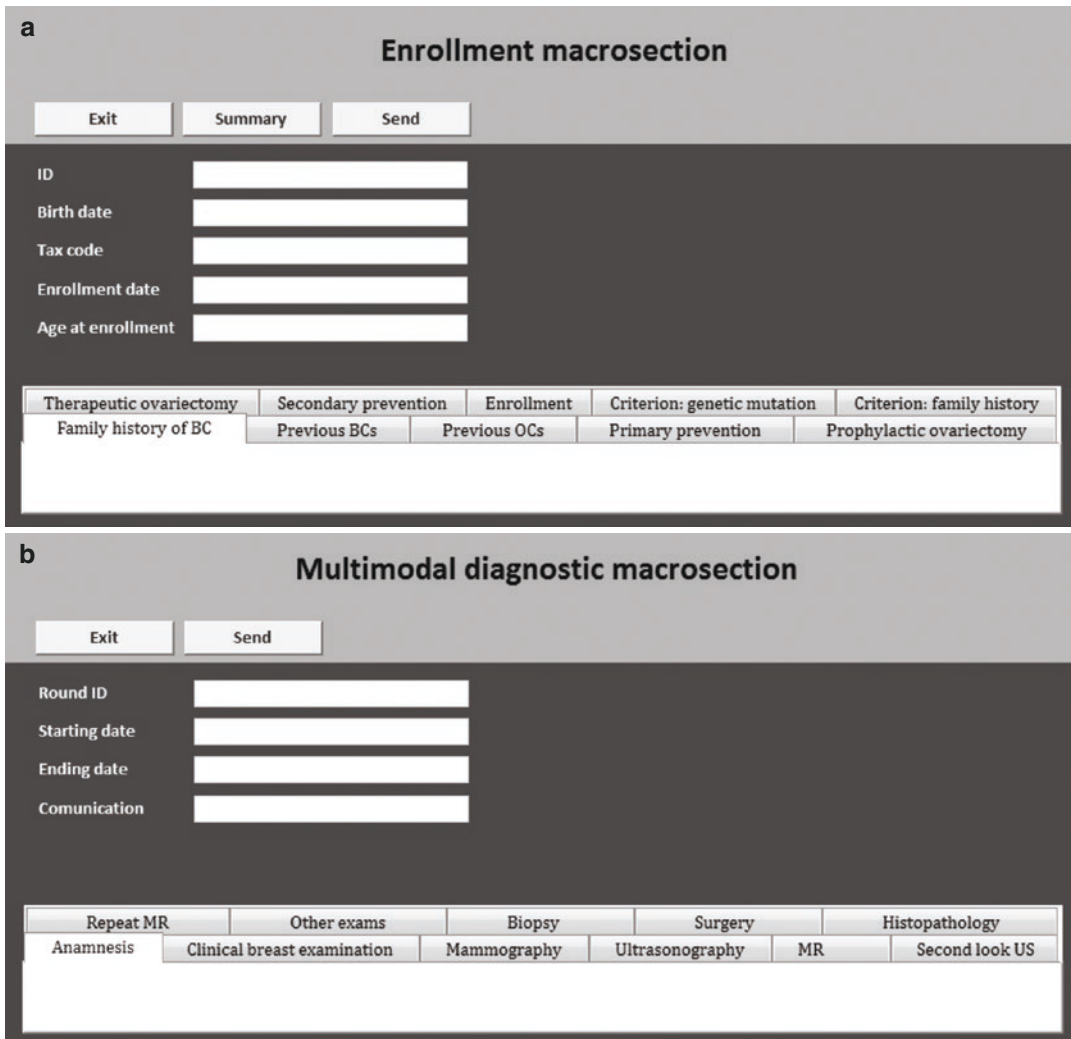 a
Enrollment macrosection
Exit Summary Send
ID
Birth date
Tax code
Enrollment date
Age at enrollment
Therapeutic ovariectomy Secondary prevention Enrollment Criterion: genetic mutation Criterion: family history
Family history of BC Previous BCs Previous OCs Primary prevention Prophylactic ovariectomy
b
Multimodal diagnostic macrosection
Exit Send
Round ID
Starting date
Ending date
Comunication
Repeat MR Other exams Biopsy Surgery Histopathology
Anamnesis Clinical breast examination Mammography Ultrasonography MR Second look US